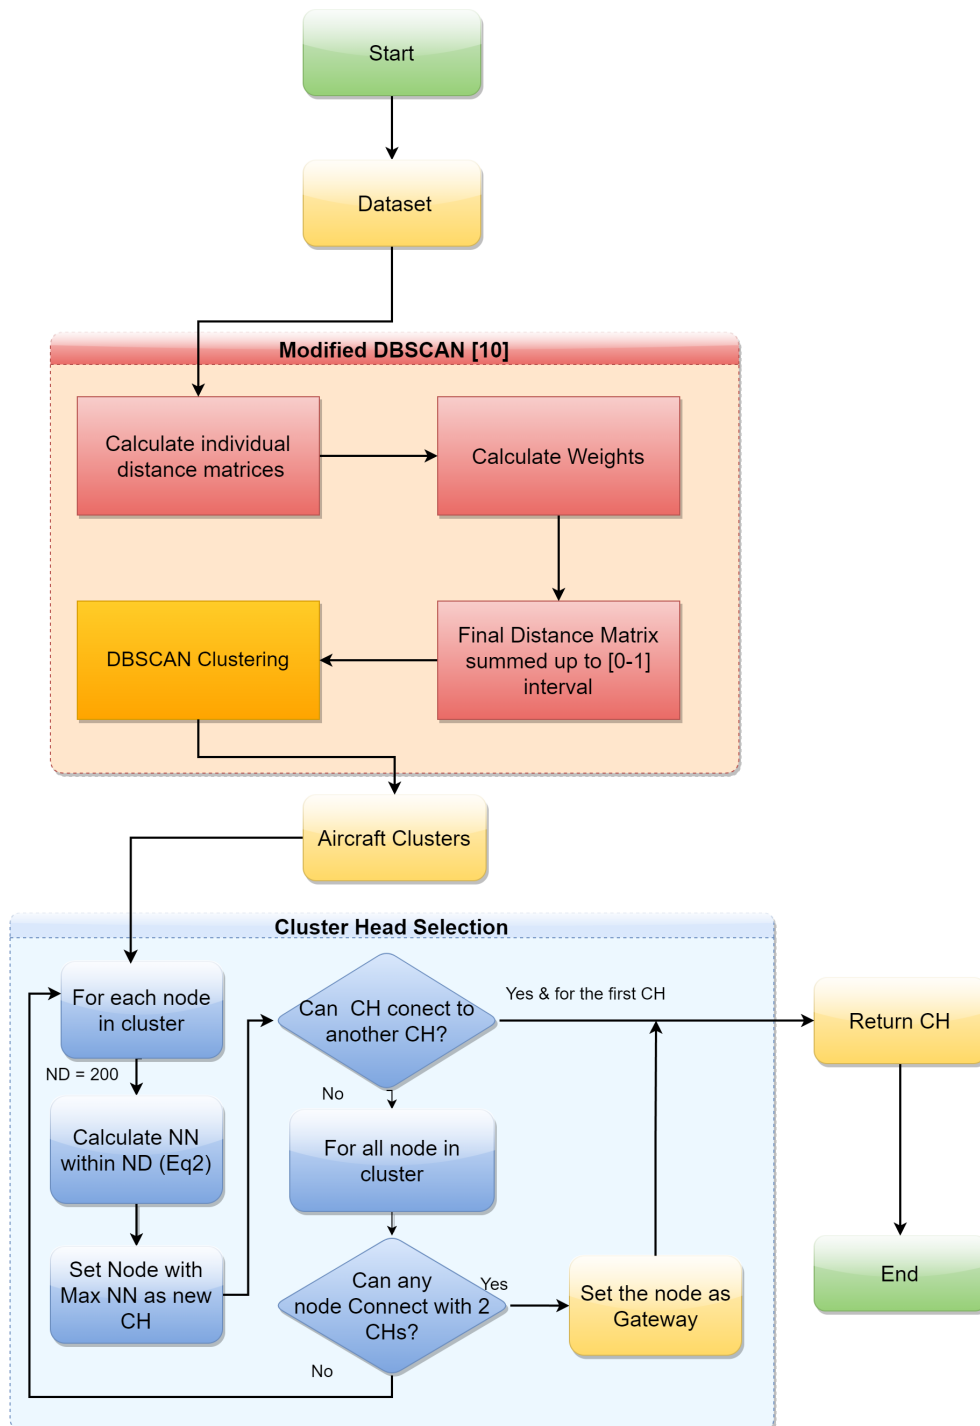 Start
Dataset
Modified DBSCAN [10]
Calculate individual
distance matrices
Calculate Weights
DBSCAN Clustering
Final Distance Matrix
summed up to [0-1]
interval
Aircraft Clusters
Cluster Head Selection
For each node
in cluster
ND = 200
Calculate NN
within ND (Eq2)
Set Node with
Max NN as new
CH
Can CH conect to
another CH?
Yes & for the first CH
No
For all node in
cluster
Can any
node Connect with 2
CHs?
Yes
No
Set the node as
Gateway
Return CH
End